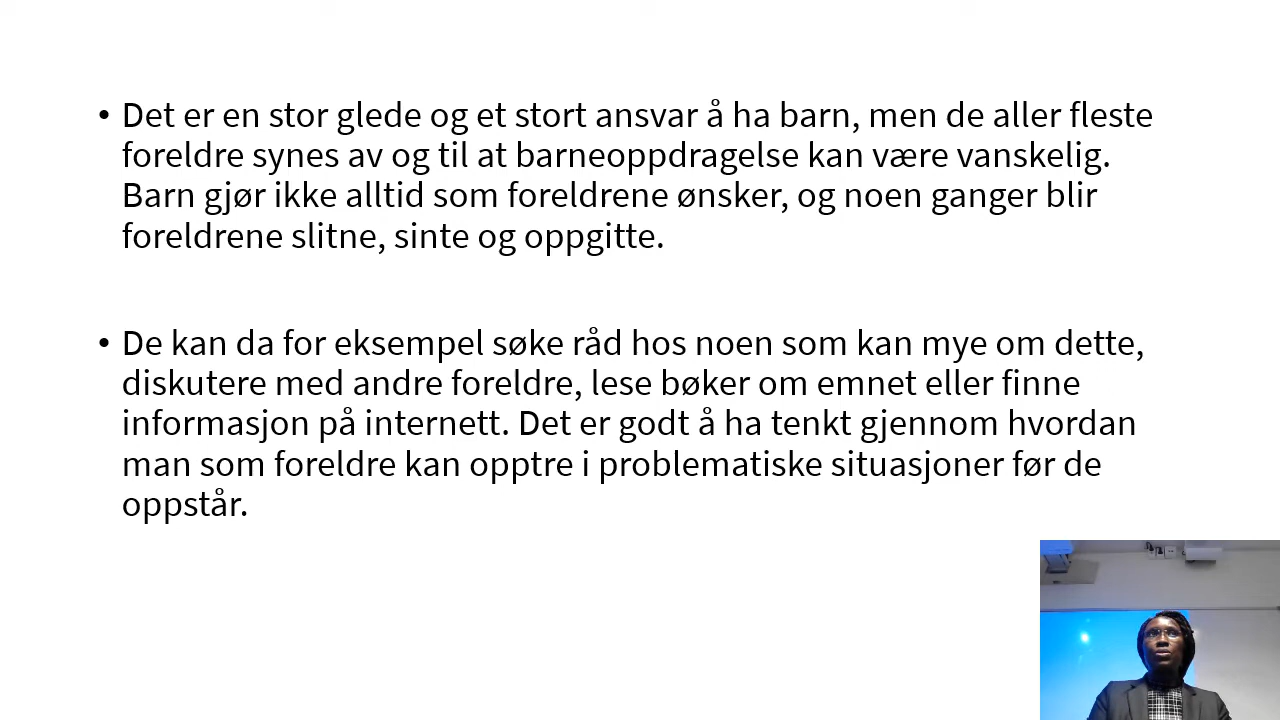 • Det er en stor glede og et stort ansvar å ha barn, men de aller fleste
foreldre synes av og til at barneoppdragelse kan være vanskelig.
Barn gjør ikke alltid som foreldrene ønsker, og noen ganger blir
foreldrene slitne, sinte og oppgitte.
• De kan da for eksempel søke råd hos noen som kan mye om dette,
diskutere med andre foreldre, lese bøker om emnet eller finne
informasjon på internett. Det er godt å ha tenkt gjennom hvordan
man som foreldre kan opptre i problematiske situasjoner før de
oppstår.